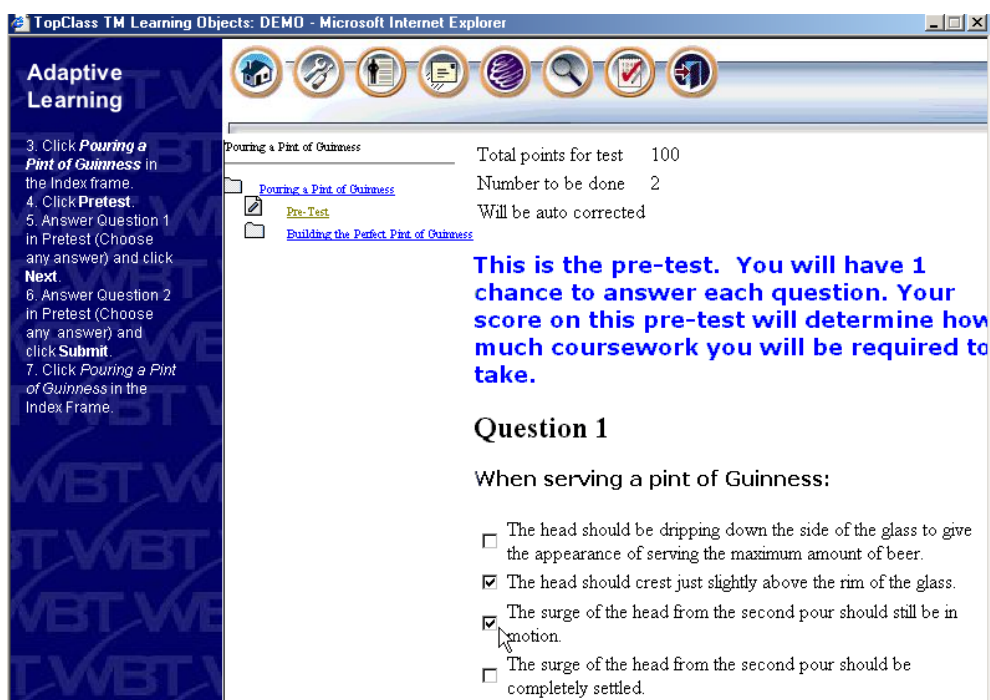 TopClass TM Learning Objects: DEMO - Microsoft Internet Explorer
Adaptive
Learning
3. Click Pouring a
Pint of Guinness in
the Index frame.
4. Click Pretest.
5. Answer Question 1
in Pretest (Choose
any answer) and click
Next.
6. Answer Question 2
in Pretest (Choose
any answer) and
click Submit.
7. Click Pouring a Pint
of Guinness in the
Index Frame.
Pouring a Pint of Guinness
Pouring a Pint of Guinness
Pre-Test
Building the Perfect Pint of Guinness
Total points for test 100
Number to be done 2
Will be auto corrected
This is the pre-test. You will have 1
chance to answer each question. Your
score on this pre-test will determine how
much coursework you will be required to
take.
Question 1
When serving a pint of Guinness:
The head should be dripping down the side of the glass to give
the appearance of serving the maximum amount of beer.
The head should crest just slightly above the rim of the glass.
The surge of the head from the second pour should still be in
motion.
The surge of the head from the second pour should be
completely settled.
WBT
WBT
WBT
WBT